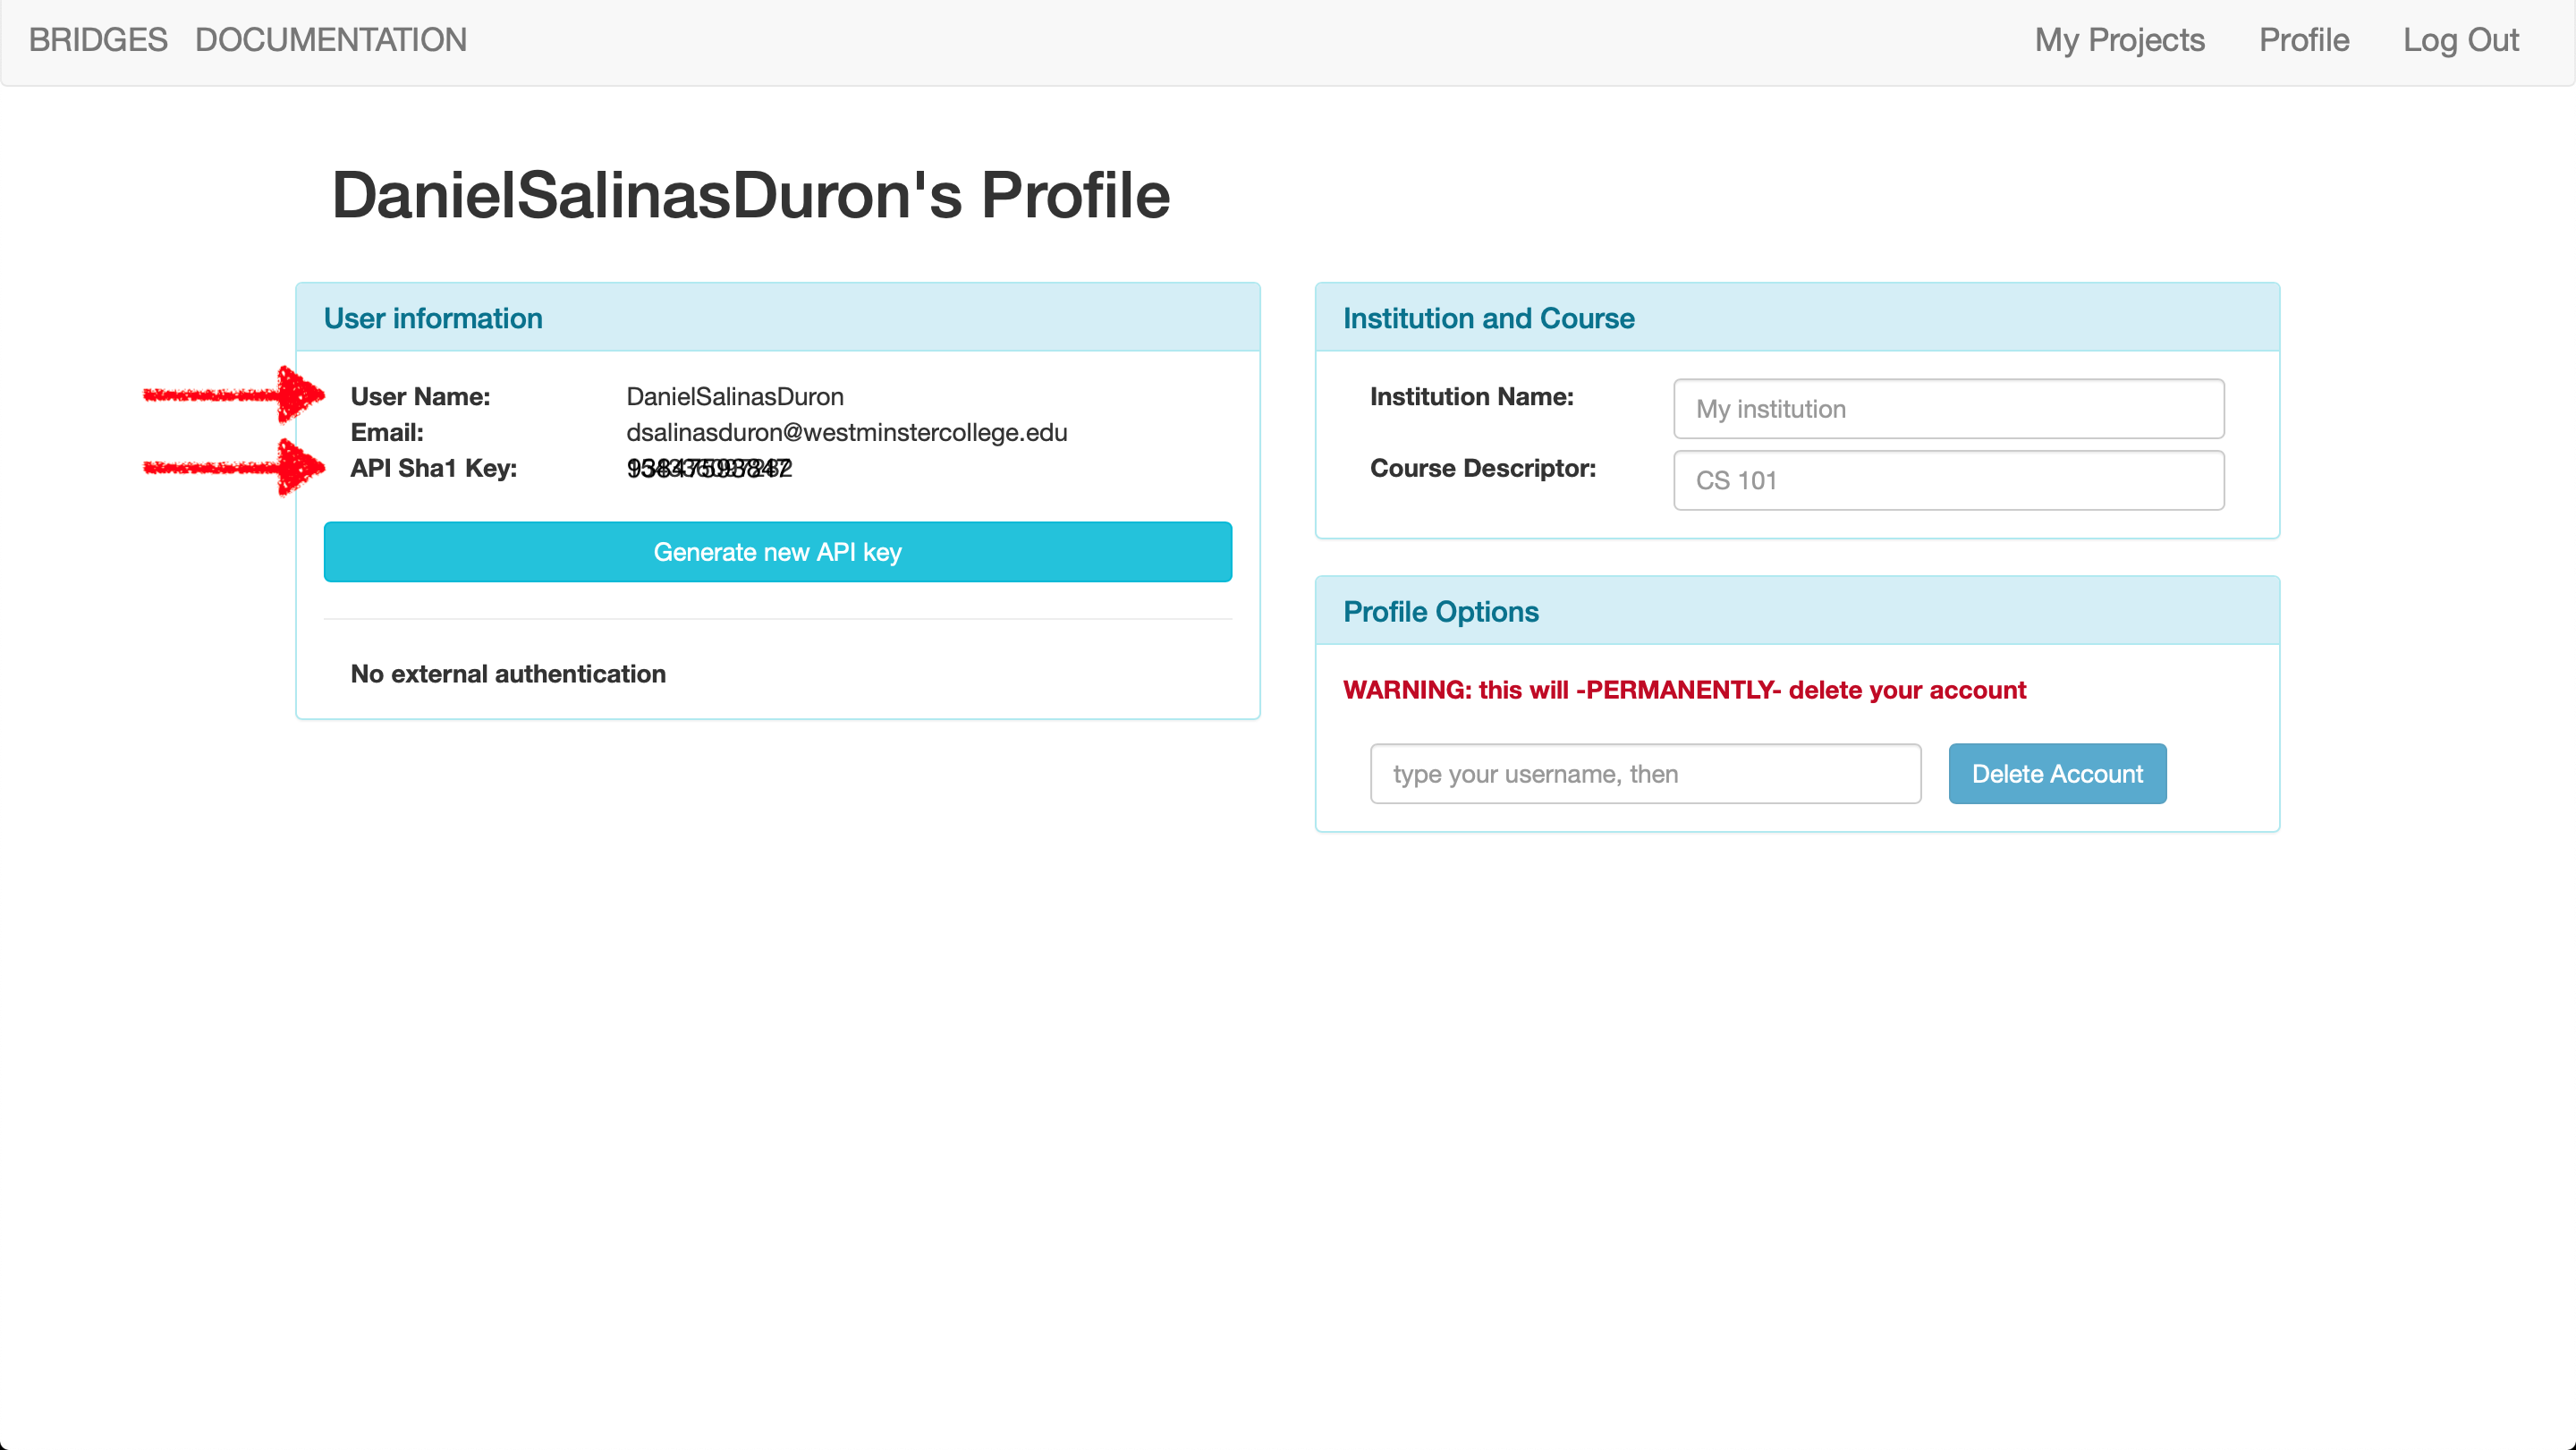 BRIDGES DOCUMENTATION My Projects Profile Log Out
DanielSalinasDuron's Profile
User information
User Name: DanielSalinasDuron
Email: dsalinasduron@westminstercollege.edu
API Sha1 Key:
Generate new API key
No external authentication
Institution and Course
Institution Name: My institution
Course Descriptor: CS 101
Profile Options
WARNING: this will -PERMANENTLY- delete your account
type your username, then Delete Account